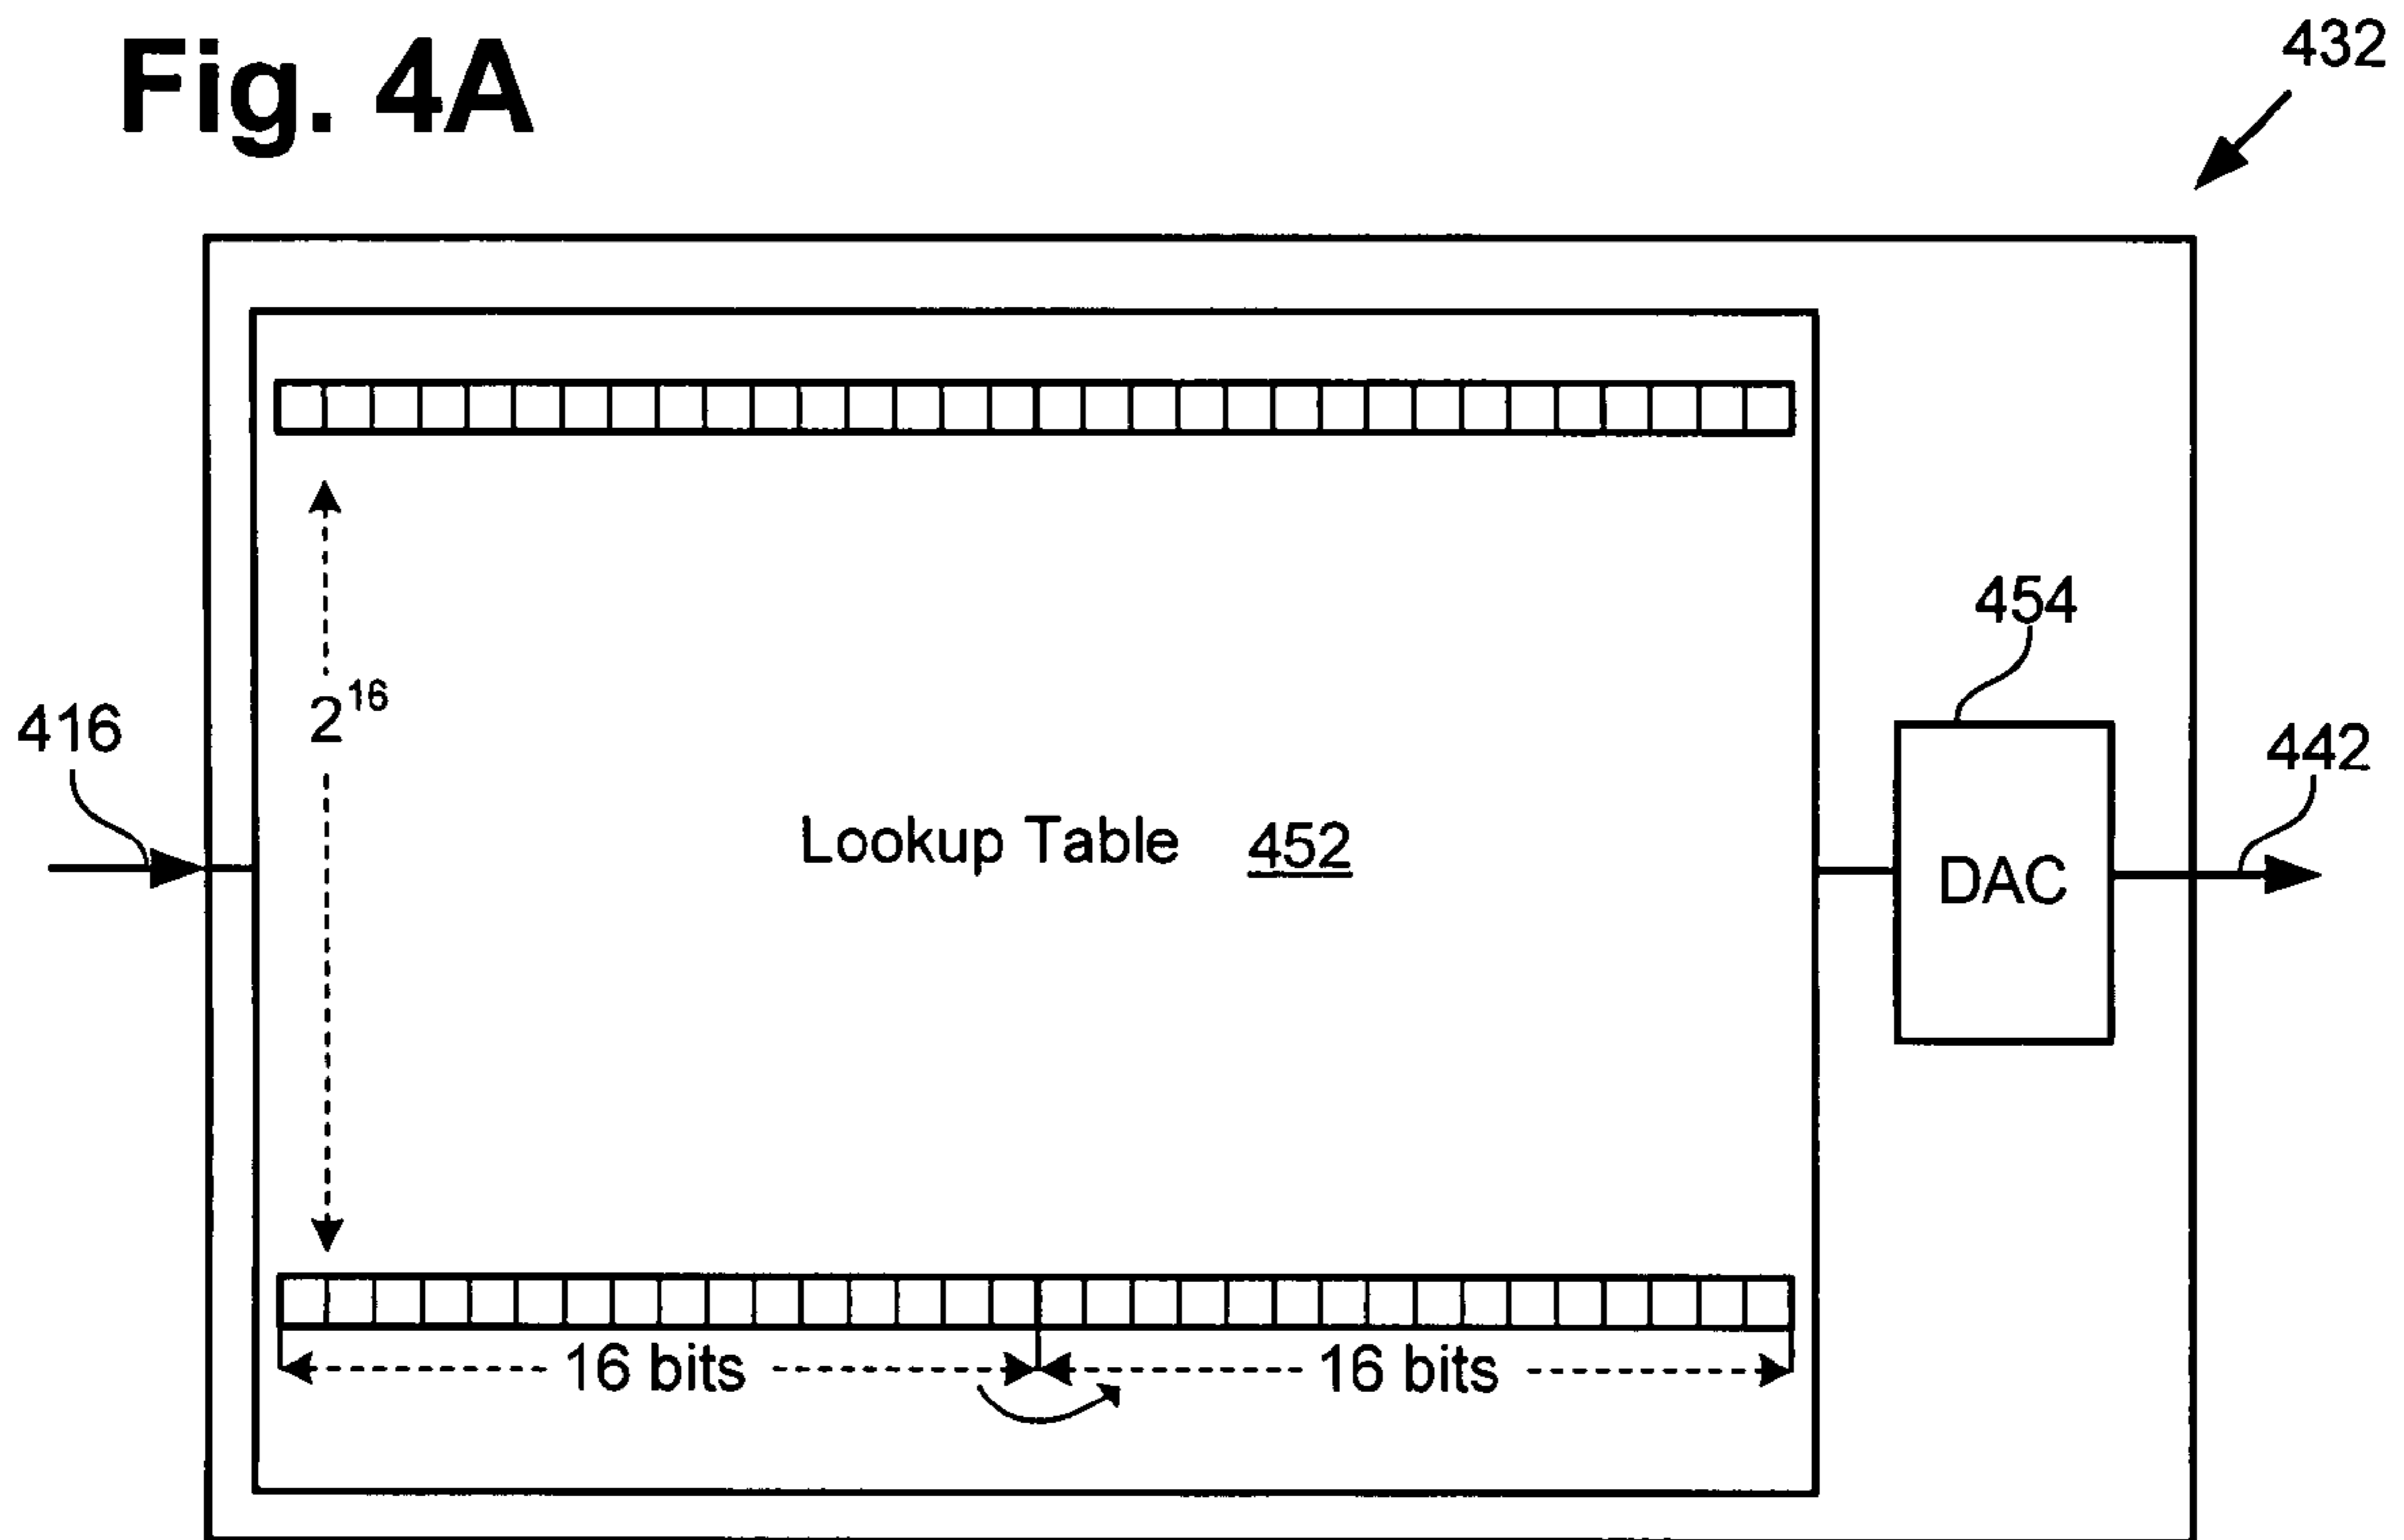 Fig. 4A
432
454
2^16
416
442
Lookup Table 452
DAC
16 bits 16 bits